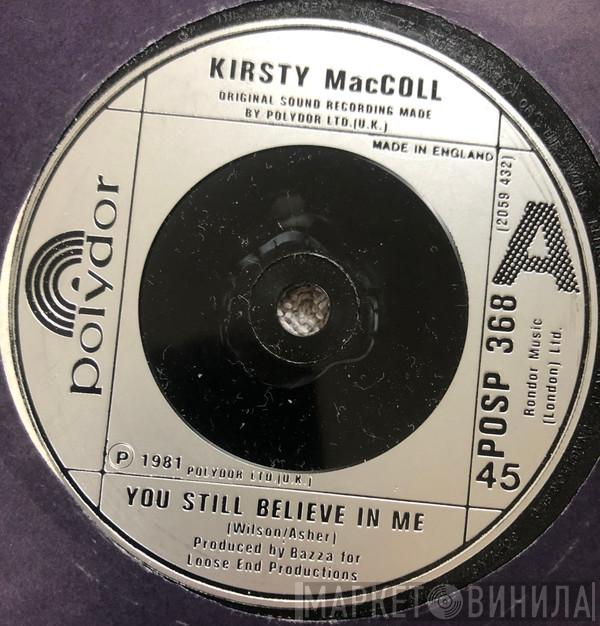 KIRSTY MacCOLL
ORIGINAL SOUND RECORDING MADE
BY POLYDOR LTD.(U.K.)
MADE IN ENGLAND
polydor
A
(2059 432)
POSP 368
Rondor Music
(London) Ltd.
45
P 1981 POLYDOR LTD.(U.K.)
YOU STILL BELIEVE IN ME
(Wilson/Asher)
Produced by Bazza for
Loose End Productions
МАРКЕТ ВИНИЛА